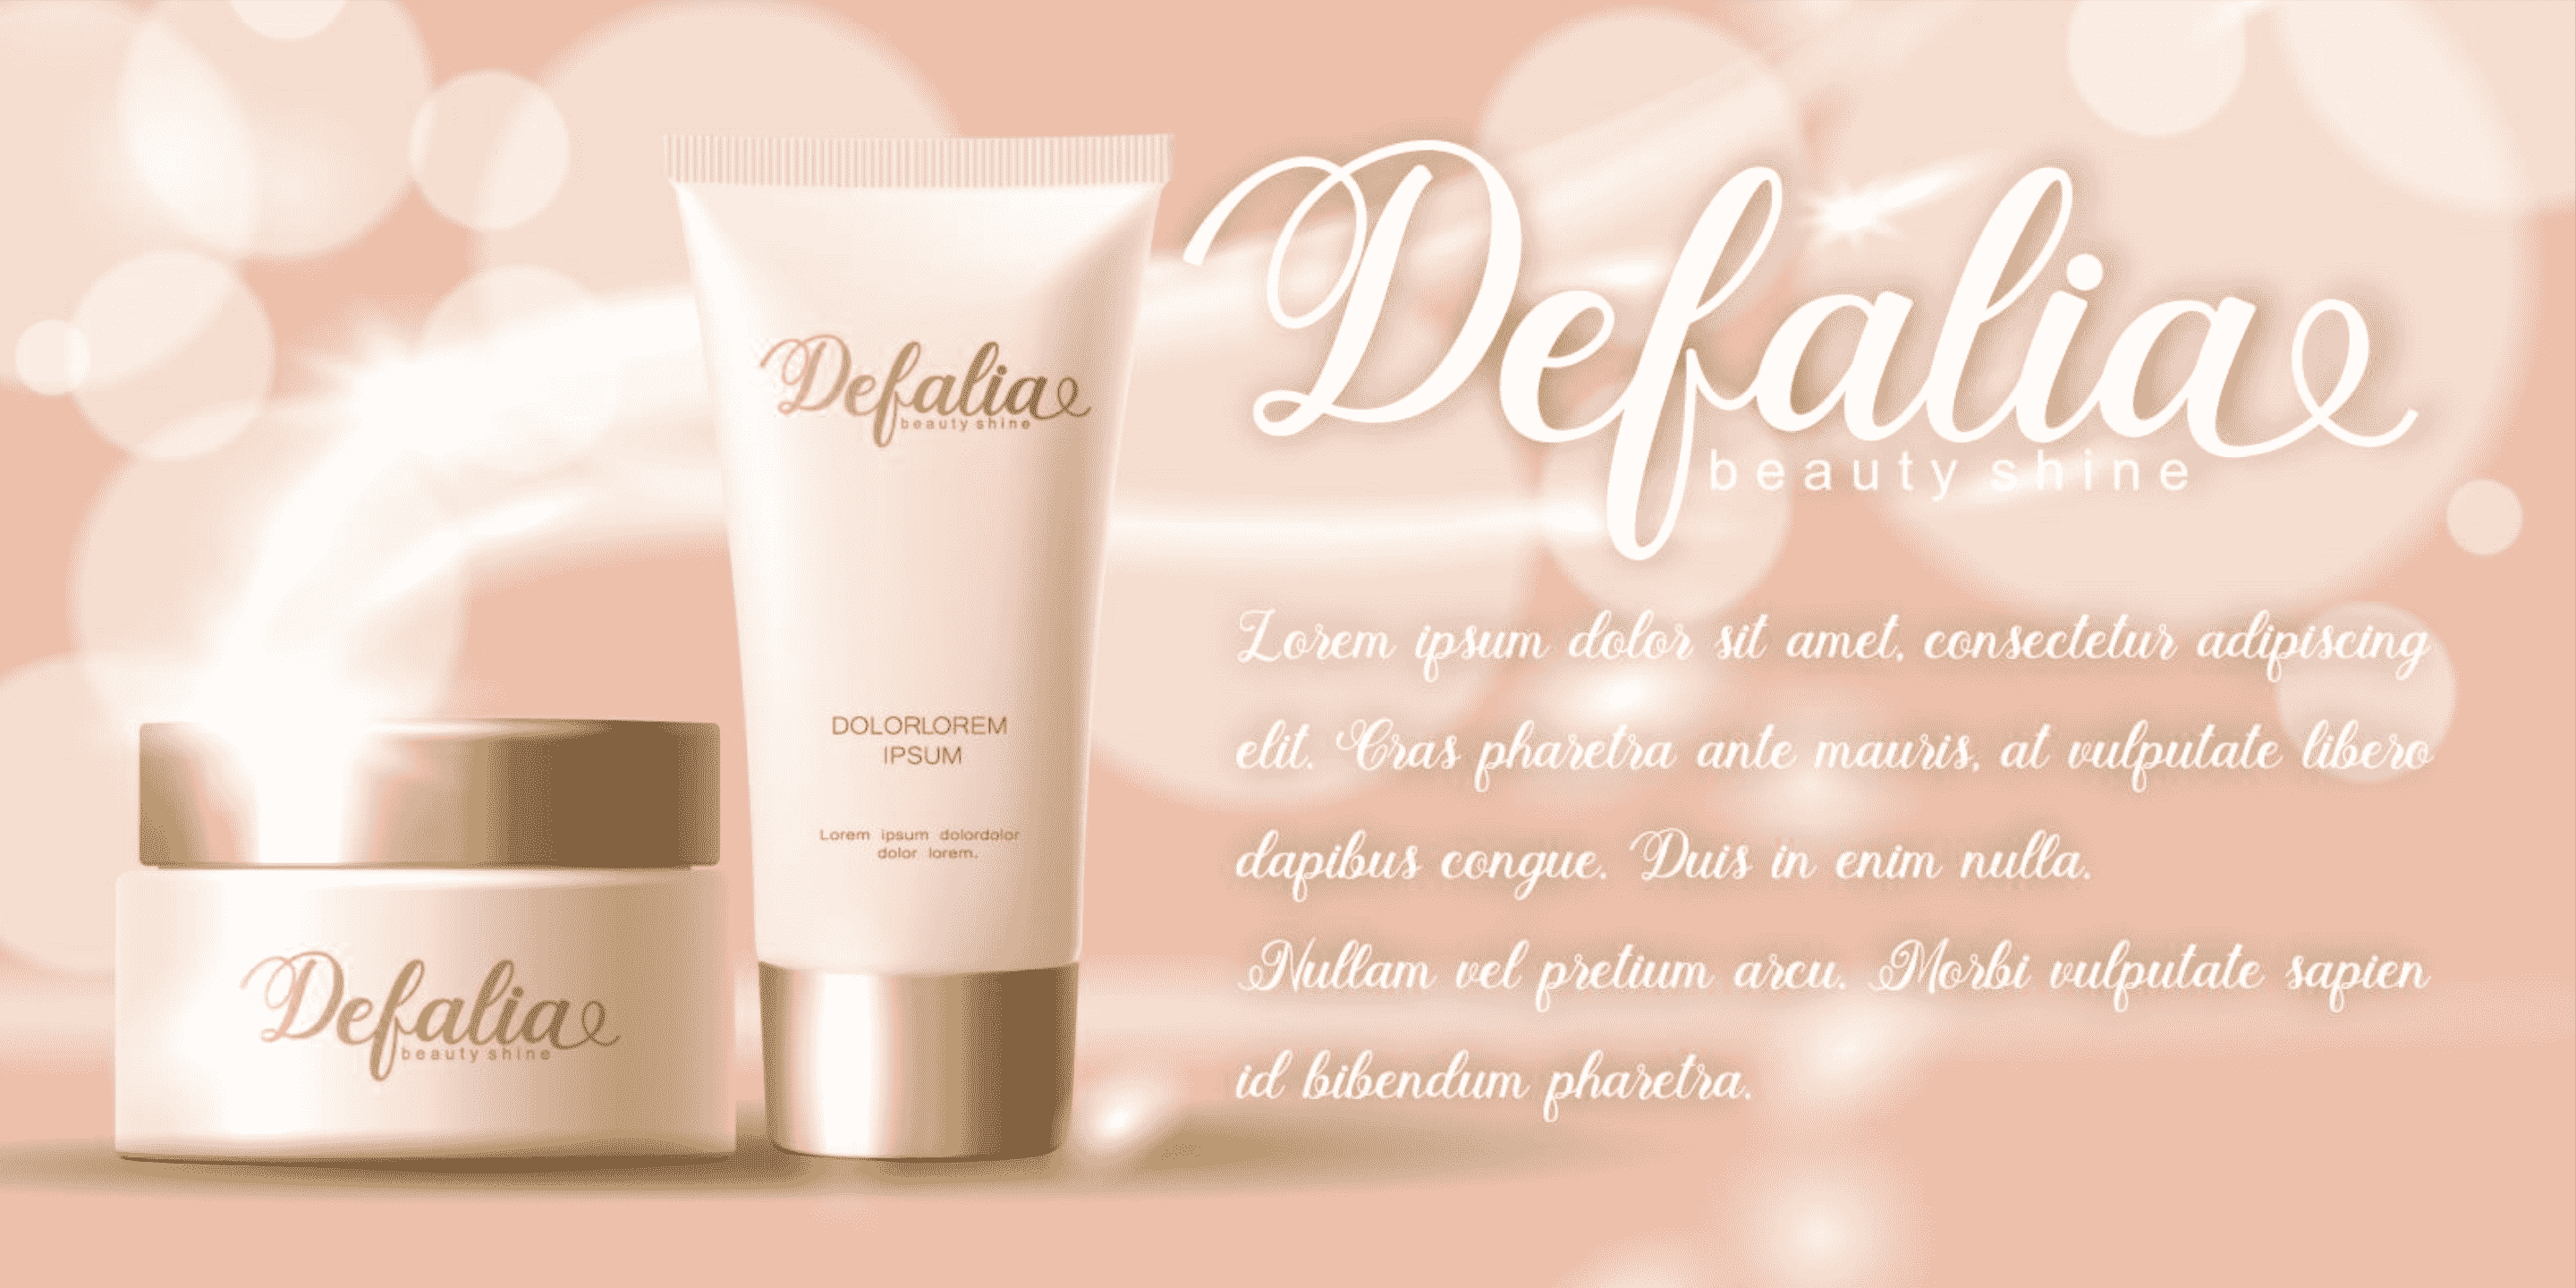 Defalia
beauty shine
DOLORLOREM
IPSUM
Lorem ipsum dolordolor
dolor lorem.
Defalia
beauty shine
Defalia
beauty shine
Lorem ipsum dolor sit amet, consectetur adipiscing
elit. Cras pharetra ante mauris, at vulputate libero
dapibus congue. Duis in enim nulla.
Nullam vel pretium arcu. Morbi vulputate sapien
id bibendum pharetra.